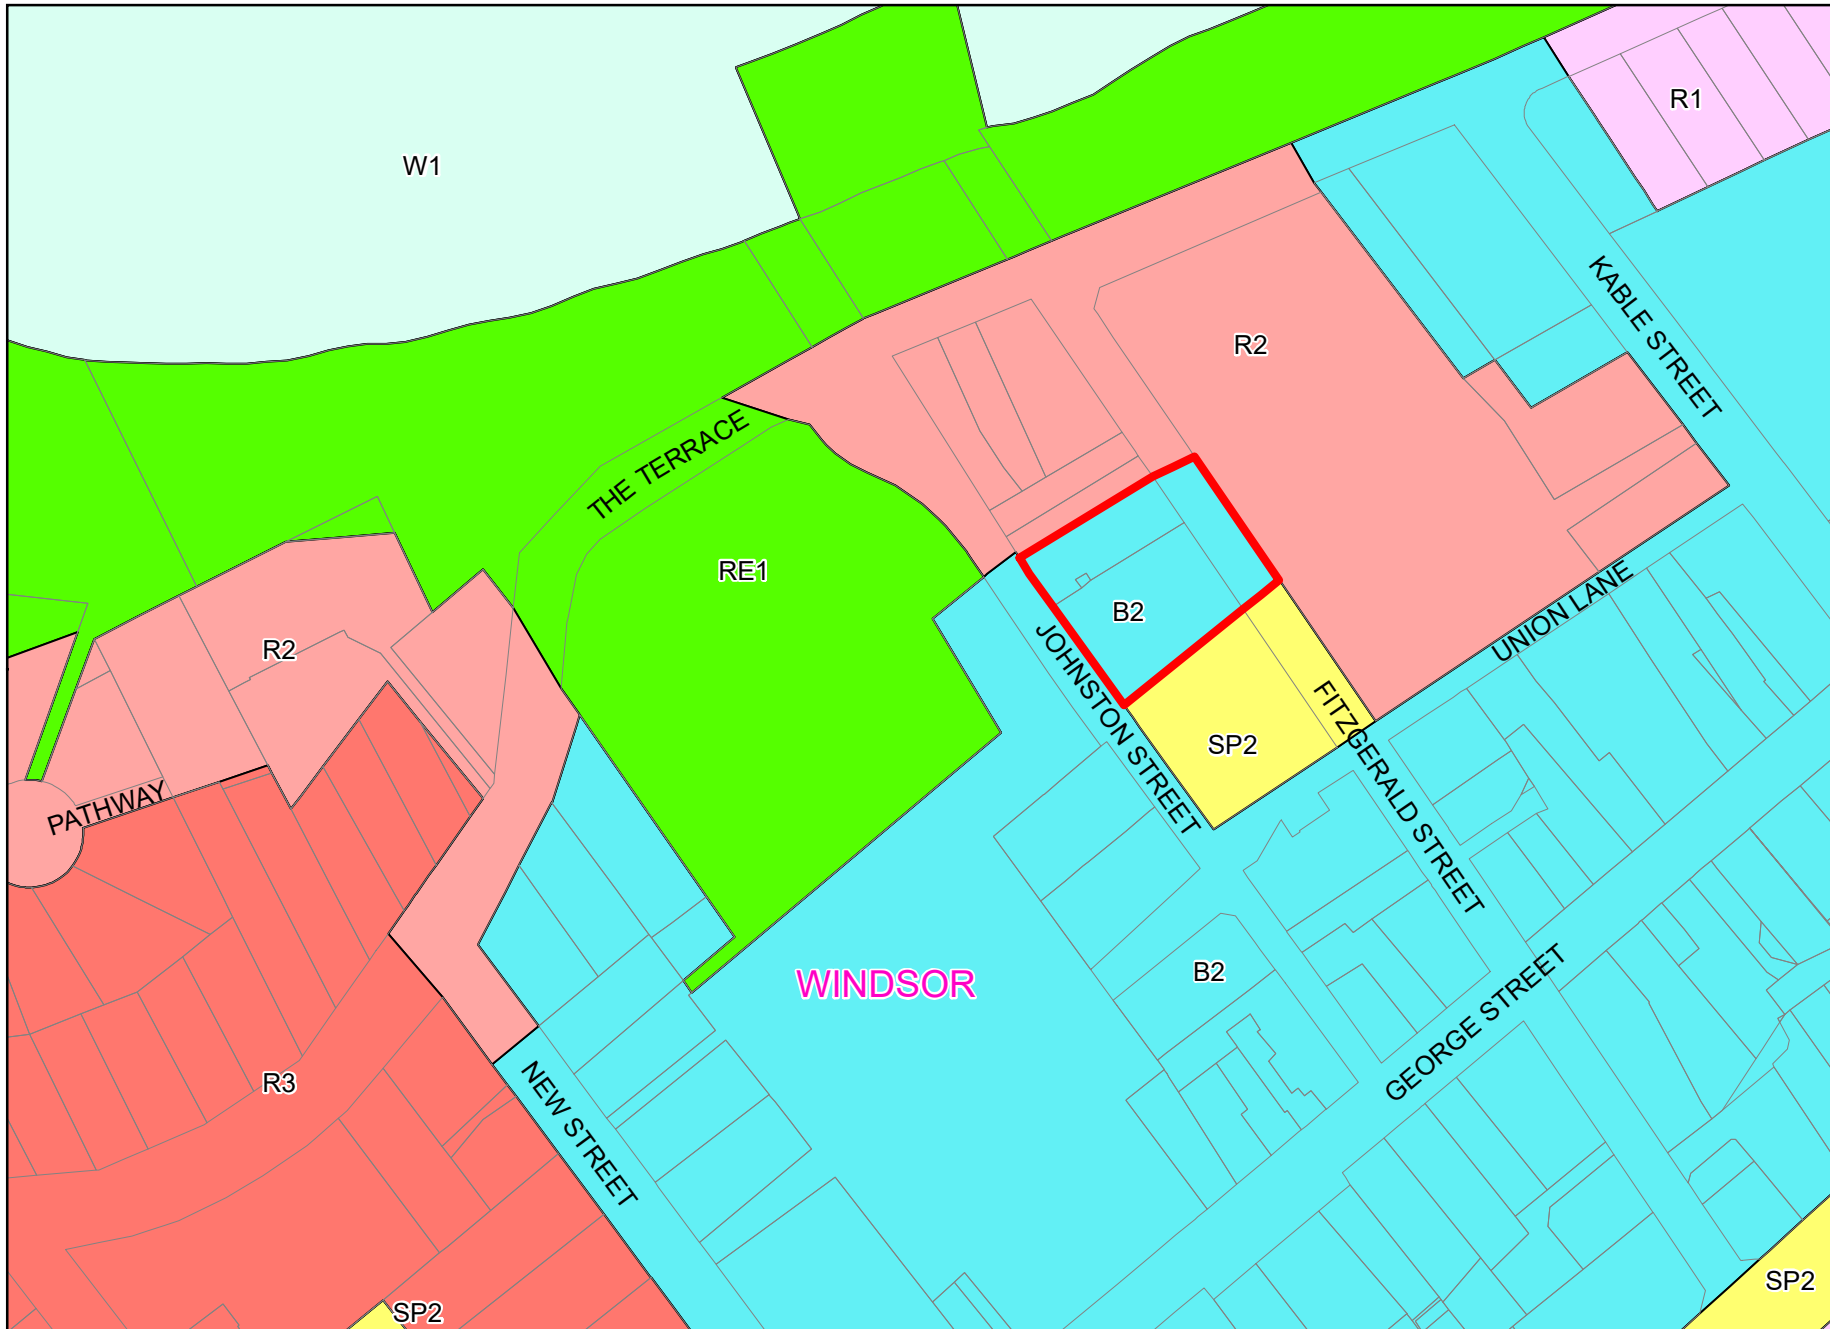 R1
W1
KABLE STREET
R2
THE TERRACE
RE1
UNION LANE
B2
R2
JOHNSTON STREET
FITZGERALD STREET
SP2
PATHWAY
B2
WINDSOR
GEORGE STREET
R3
NEW STREET
SP2
SP2